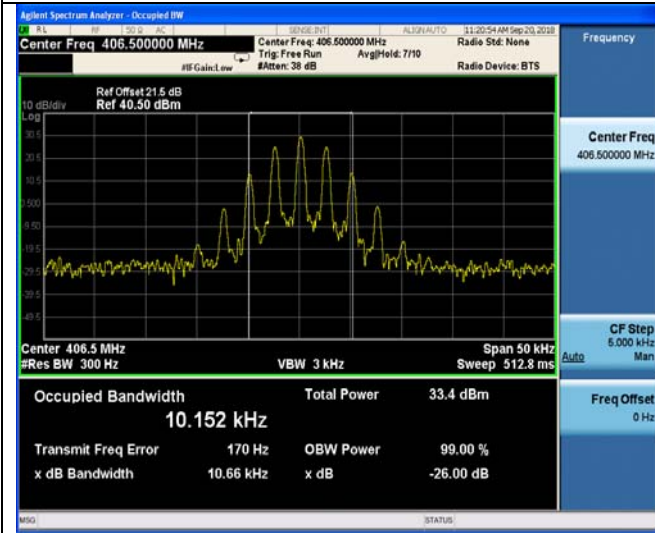 Agilent Spectrum Analyzer - Occupied BW
RL RF 50 Ω AC SENSE:INT ALIGNAUTO 11:20:54 AM Sep 20, 2018
Center Freq 406.500000 MHz
Center Freq: 406.500000 MHz
Radio Std: None
Trig: Free Run Avg|Hold: 7/10
#IFGain:Low #Atten: 38 dB Radio Device: BTS
Ref Offset 21.5 dB
10 dB/div Ref 40.50 dBm
Log
30.5
20.5
10.5
0.500
-9.50
-19.5
-29.5
-39.5
-49.5
Center 406.5 MHz Span 50 kHz
#Res BW 300 Hz VBW 3 kHz Sweep 512.8 ms
Occupied Bandwidth Total Power 33.4 dBm
10.152 kHz
Transmit Freq Error 170 Hz OBW Power 99.00 %
x dB Bandwidth 10.66 kHz x dB -26.00 dB
MSG STATUS
Frequency
Center Freq
406.500000 MHz
CF Step
5.000 kHz
Auto Man
Freq Offset
0 Hz